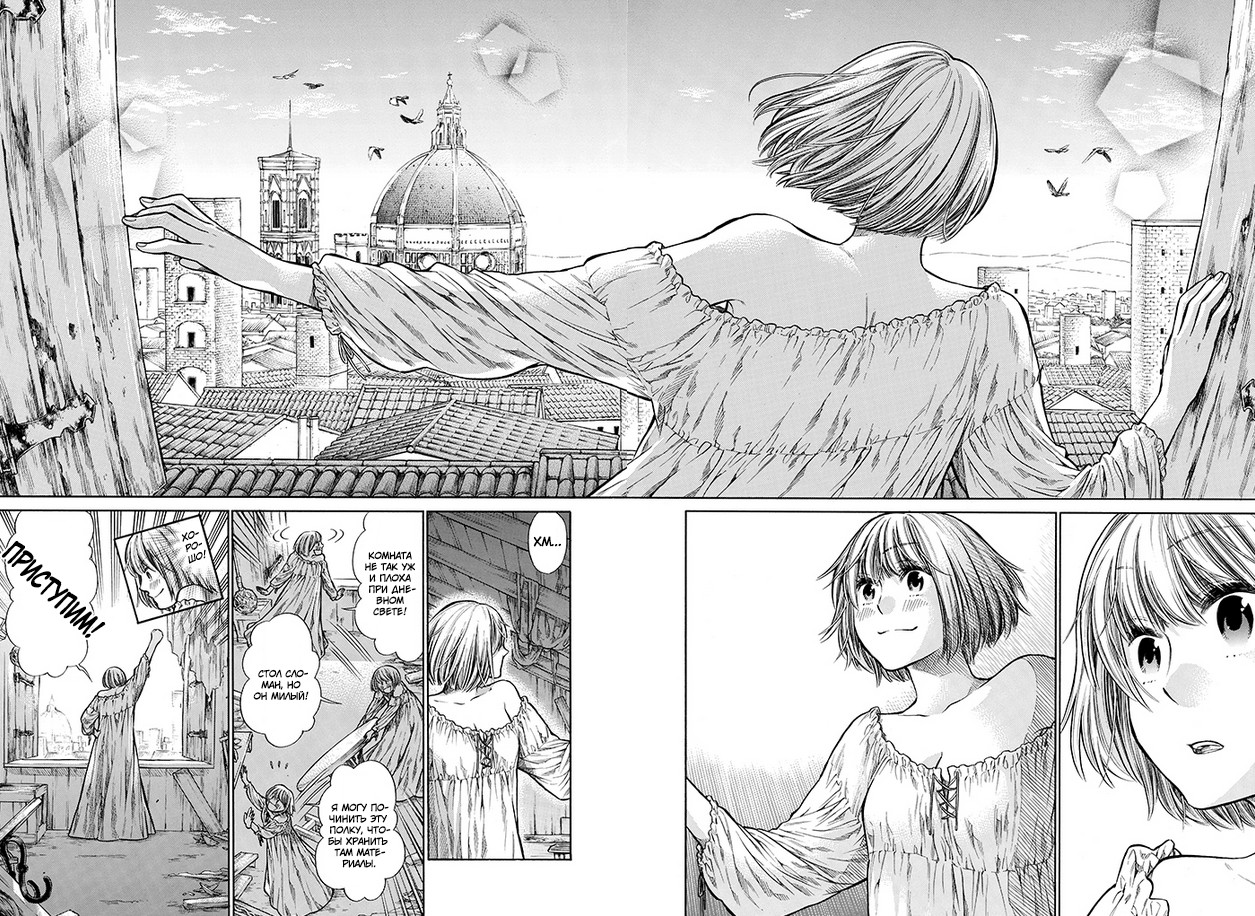 ХМ...
КОМНАТА
НЕ ТАК УЖ
И ПЛОХА
ПРИ ДНЕ-
ВНОМ
СВЕТЕ!
СТОЛ СЛО-
МАН, НО
ОН МИЛЫЙ!
Я МОГУ ПО-
ЧИНИТЬ ЭТУ
ПОЛКУ, ЧТО-
БЫ ХРАНИТЬ
ТАМ МАТЕ-
РИАЛЫ.
ХО-
РО-
ШО!
ПРИСТУПИМ!